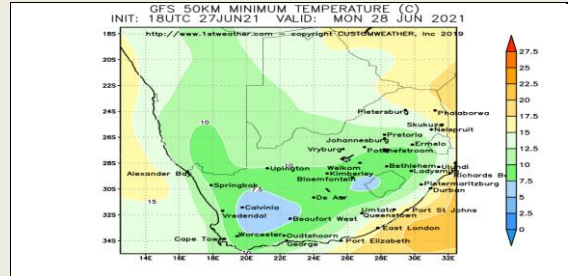 GFS 50KM MINIMUM TEMPERATURE (C)
INIT: 18UTC 27JUN21 VALID: MON 28 JUN 2021
http://www.1stweather.com — copyright CUSTOMWEATHER, Inc 2019
18S
20S
22S
24S
26S
28S
30S
32S
34S
14E 16E 18E 20E 22E 24E 26E 28E 30E 32E
27.5
25
22.5
20
17.5
15
12.5
10
7.5
5
2.5
0
Pietersburg
Phalaborwa
Skukuza
Nelspruit
Pretoria
Johannesburg
Ermelo
Vryburg
Potchefstroom
10
Upington
Welkom
Bethlehem
Ulundi
Kimberley
Ladysmith
Richards B
Bloemfontein
Alexander Bay
Springbok
7.5
Pietermaritzburg
Durban
De Aar
15
Calvinia
Vredendal
Beaufort West
Umtata
Port St Johns
Queenstown
East London
Worcester
Oudtshoorn
Cape Town
George
Port Elizabeth
10
10